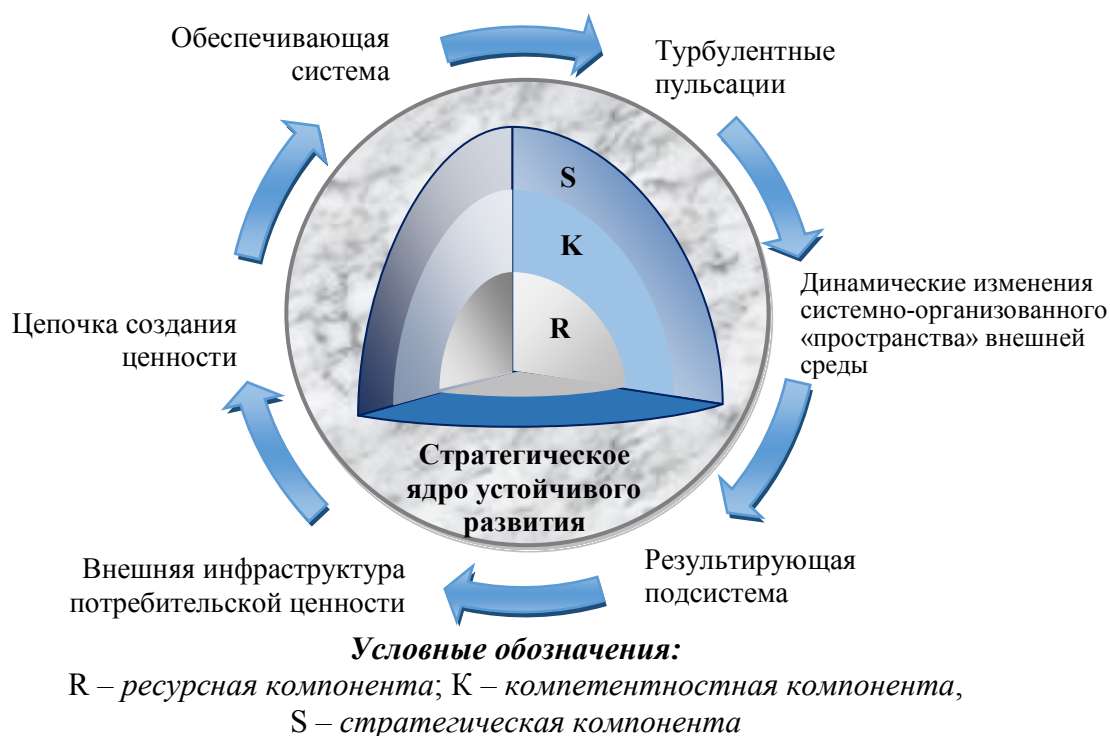 Обеспечивающая
система
Турбулентные
пульсации
S
K
R
Динамические изменения
системно-организованного
«пространства» внешней
среды
Цепочка создания
ценности
Стратегическое
ядро устойчивого
развития
Результирующая
подсистема
Внешняя инфраструктура
потребительской ценности
Условные обозначения:
R – ресурсная компонента; К – компетентностная компонента,
S – стратегическая компонента